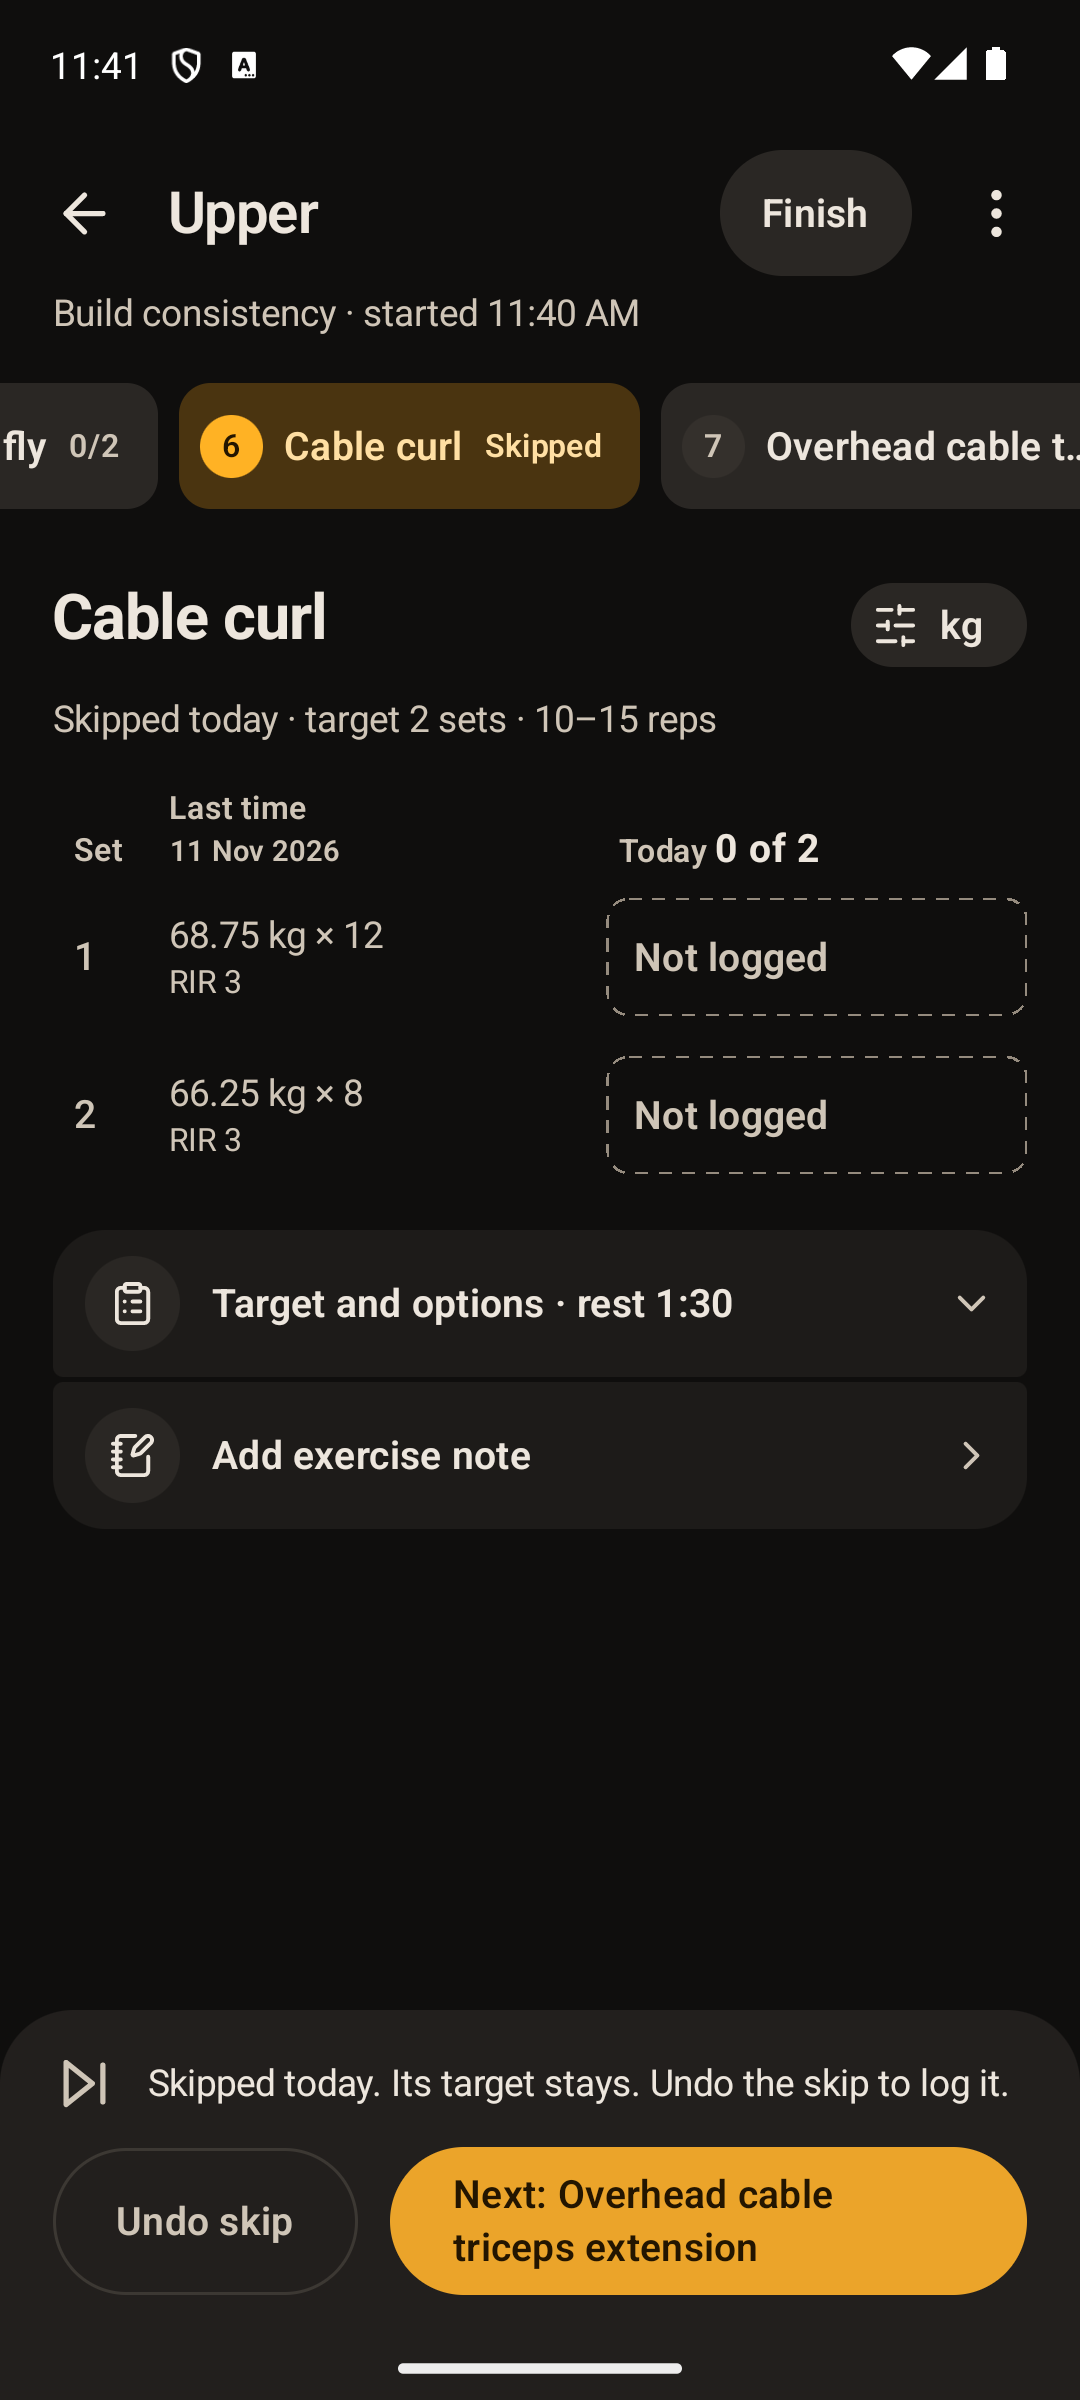 11:41
Upper
Finish
Build consistency · started 11:40 AM
fly 0/2
6 Cable curl Skipped
7 Overhead cable t…
Cable curl
kg
Skipped today · target 2 sets · 10–15 reps
Last time
Set 11 Nov 2026 Today 0 of 2
1 68.75 kg × 12 Not logged
RIR 3
2 66.25 kg × 8 Not logged
RIR 3
Target and options · rest 1:30
Add exercise note
Skipped today. Its target stays. Undo the skip to log it.
Undo skip
Next: Overhead cable
triceps extension